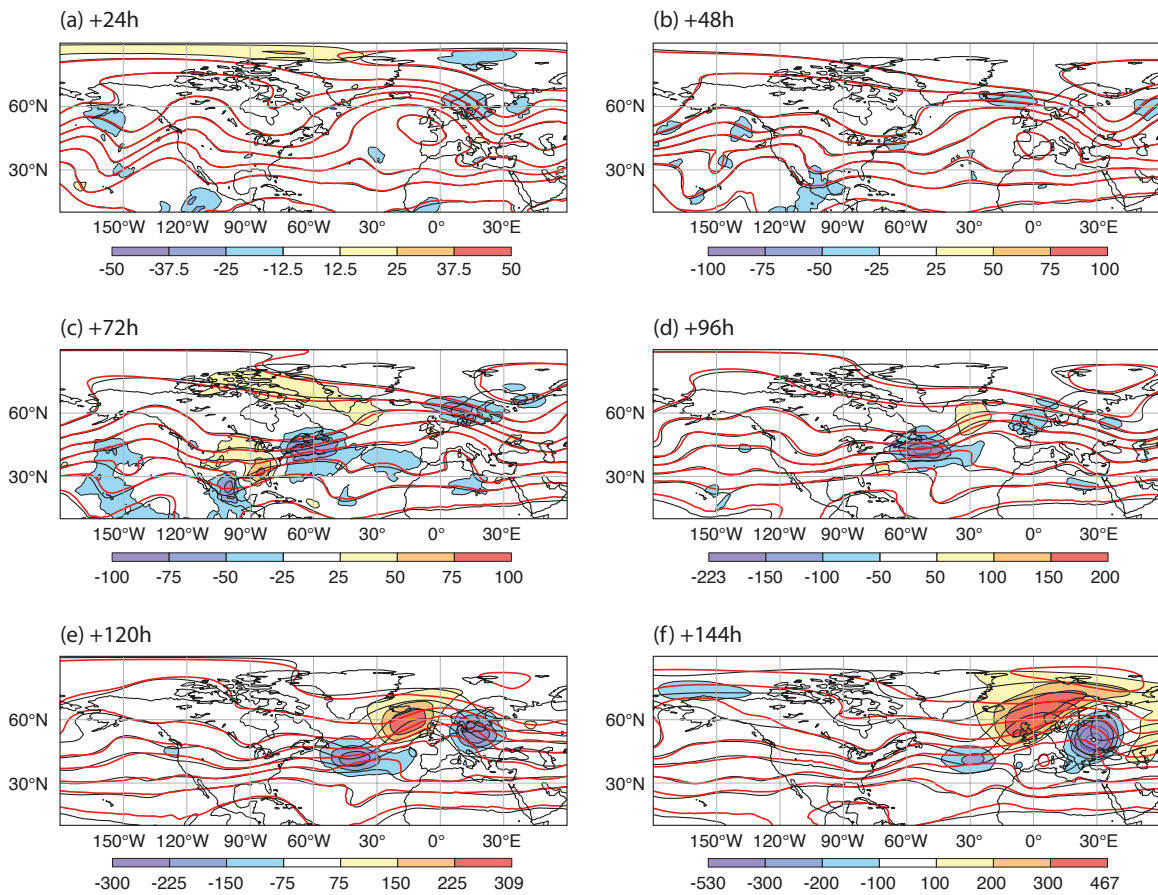 (a) +24h
(b) +48h
60°N
30°N
60°N
30°N
150°W 120°W 90°W 60°W 30°W 0° 30°E
150°W 120°W 90°W 60°W 30°W 0° 30°E
-50 -37.5 -25 -12.5 12.5 25 37.5 50
-100 -75 -50 -25 25 50 75 100
(c) +72h
(d) +96h
60°N
30°N
60°N
30°N
150°W 120°W 90°W 60°W 30°W 0° 30°E
150°W 120°W 90°W 60°W 30°W 0° 30°E
-100 -75 -50 -25 25 50 75 100
-223 -150 -100 -50 50 100 150 200
(e) +120h
(f) +144h
60°N
30°N
60°N
30°N
150°W 120°W 90°W 60°W 30°W 0° 30°E
150°W 120°W 90°W 60°W 30°W 0° 30°E
-300 -225 -150 -75 75 150 225 309
-530 -300 -200 -100 100 200 300 467